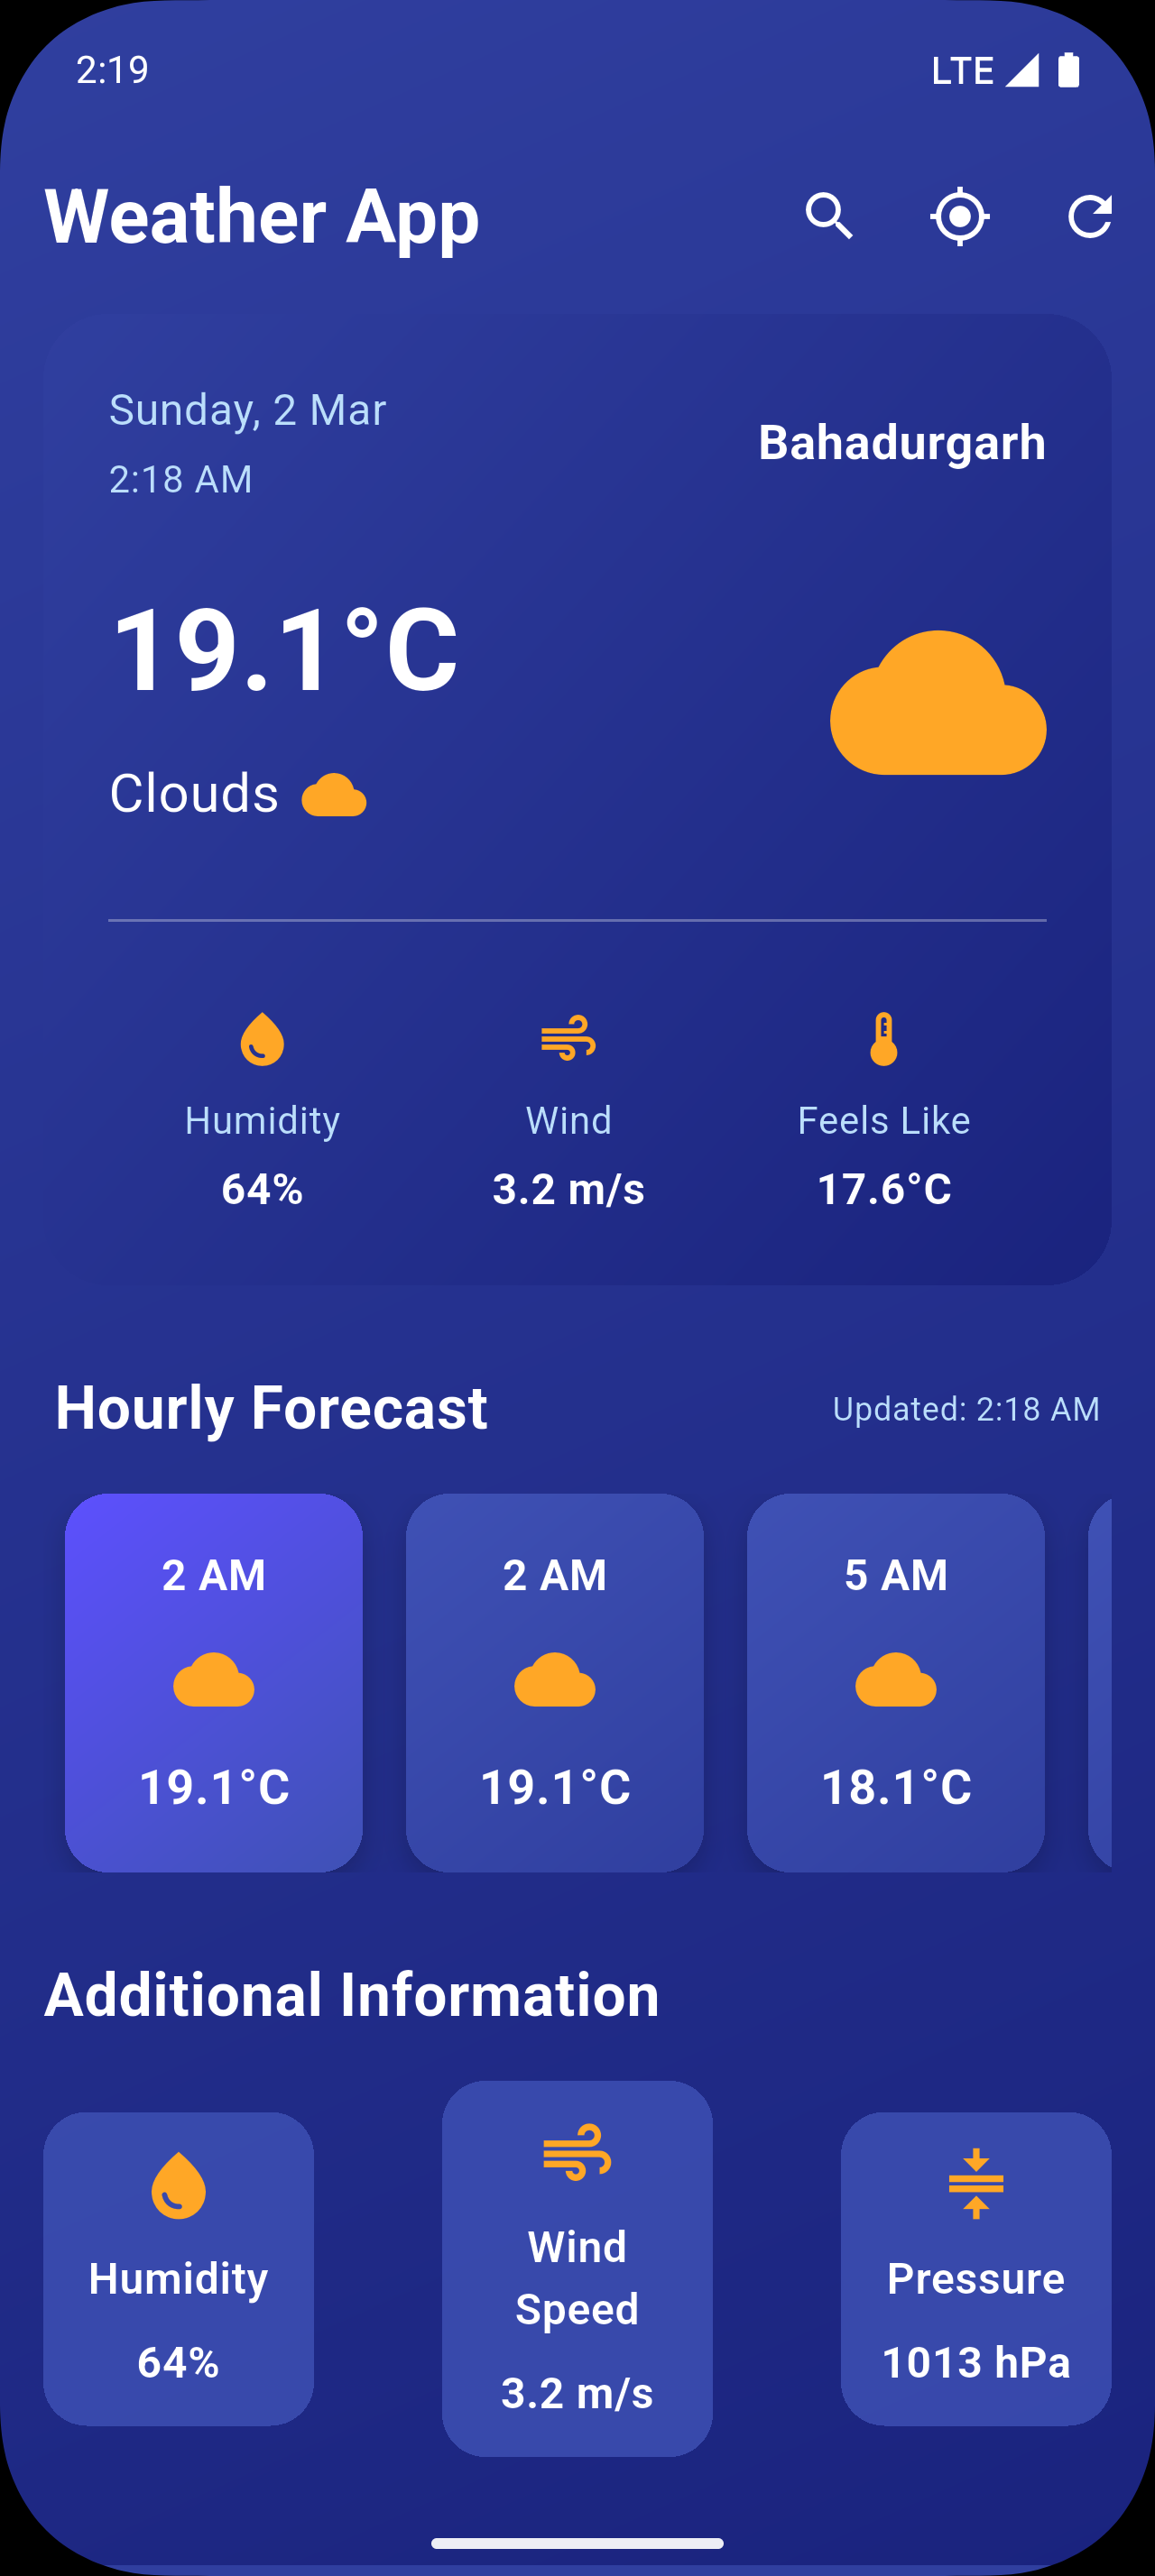 2:19
LTE
Weather App
Sunday, 2 Mar
2:18 AM
Bahadurgarh
19.1°C
Clouds
Humidity
64%
Wind
3.2 m/s
Feels Like
17.6°C
Hourly Forecast
Updated: 2:18 AM
2 AM
19.1°C
2 AM
19.1°C
5 AM
18.1°C
Additional Information
Humidity
64%
Wind
Speed
3.2 m/s
Pressure
1013 hPa